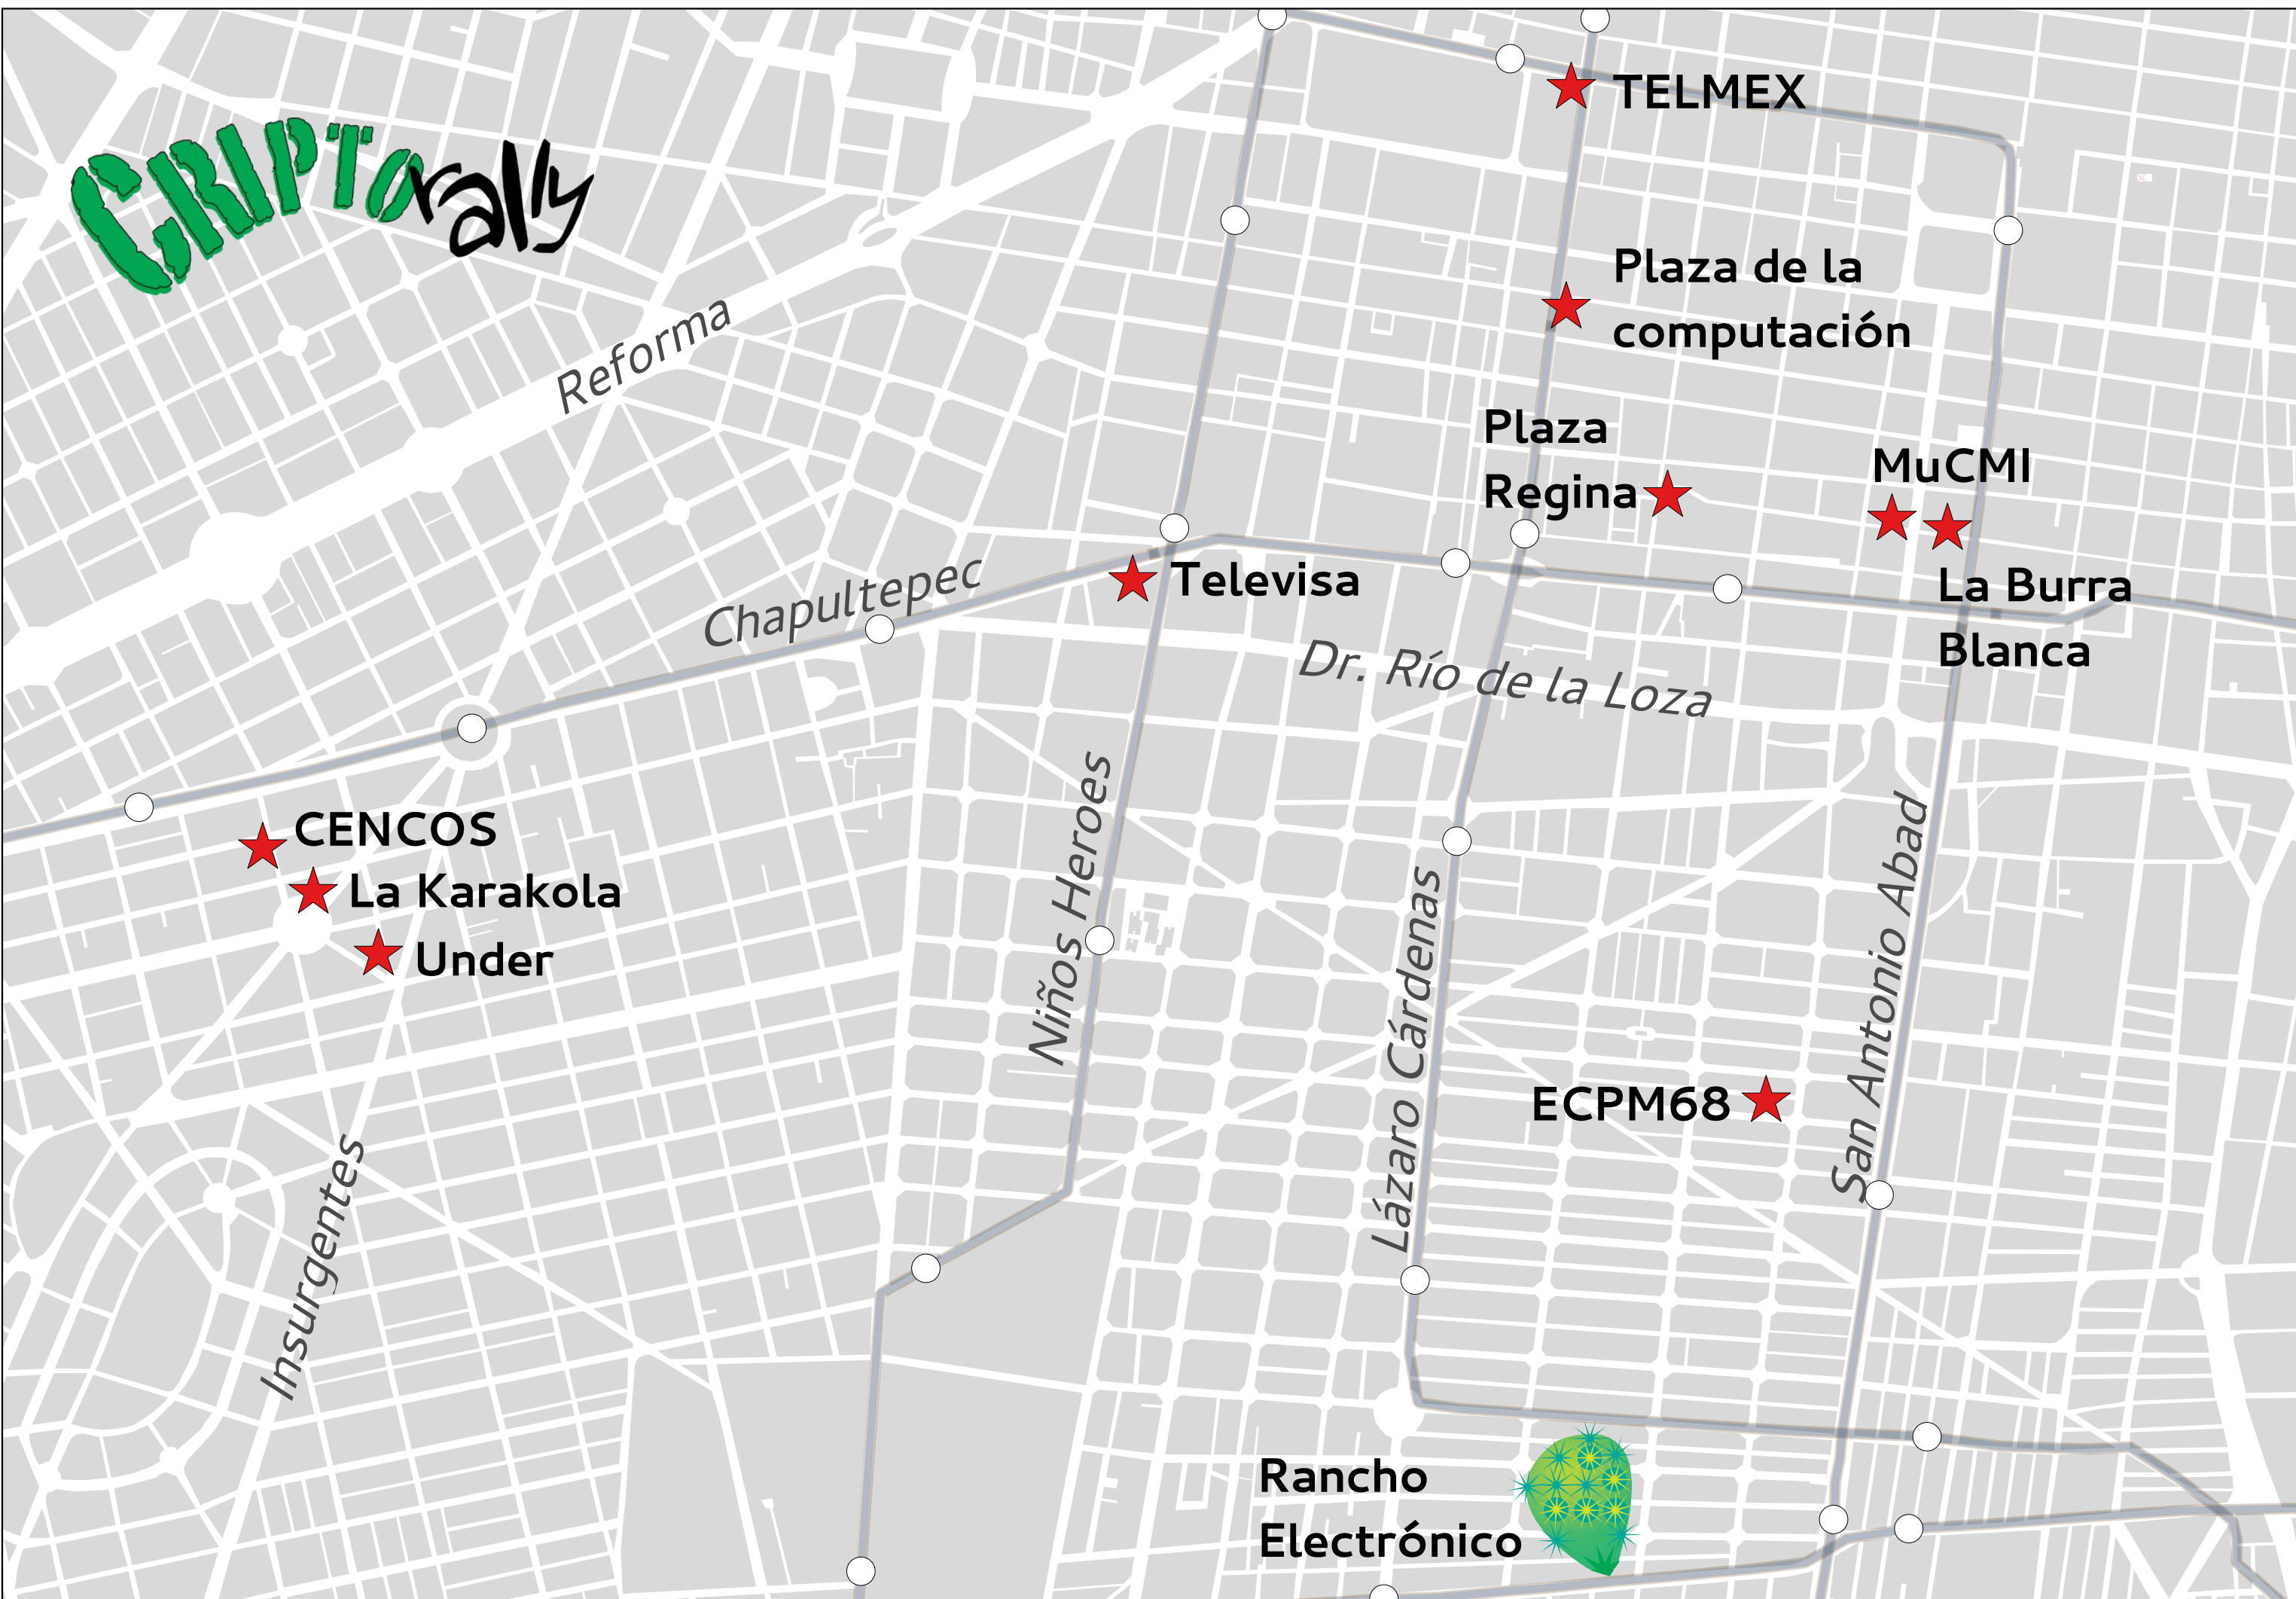 CRIPTOrally
TELMEX
Plaza de la
computación
Reforma
Plaza
Regina
MuCMI
Televisa
Chapultepec
La Burra
Blanca
Dr. Río de la Loza
CENCOS
La Karakola
Under
Niños Heroes
Lázaro Cárdenas
San Antonio Abad
ECPM68
Insurgentes
Rancho
Electrónico